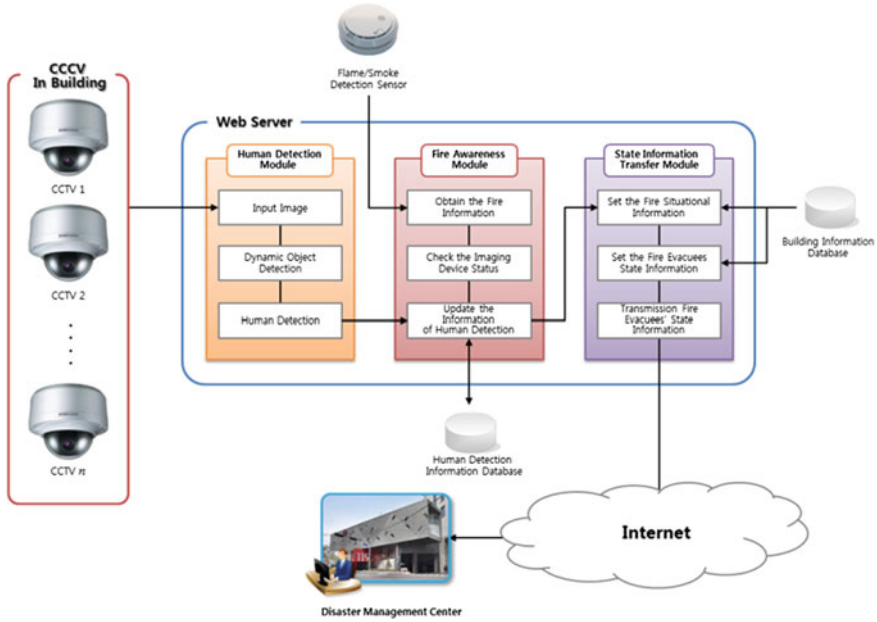 CCCV
In Building
CCTV 1
CCTV 2
CCTV n
Flame/Smoke
Detection Sensor
Web Server
Human Detection
Module
Input Image
Dynamic Object
Detection
Human Detection
Fire Awareness
Module
Obtain the Fire
Information
Check the Imaging
Device Status
Update the
Information
of Human Detection
State Information
Transfer Module
Set the Fire Situational
Information
Set the Fire Evacuees
State Information
Transmission Fire
Evacuees' State
Information
Building Information
Database
Human Detection
Information Database
Internet
Disaster Management Center